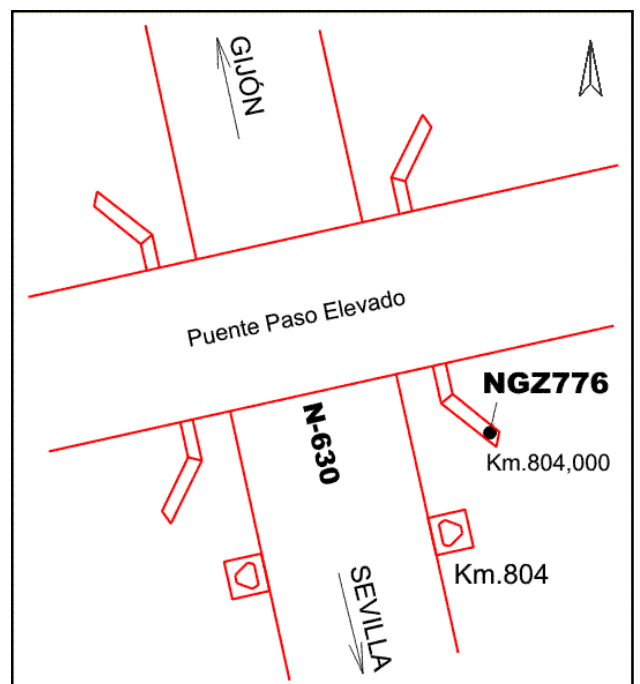 GIJÓN
Puente Paso Elevado
NGZ776
N-630
Km.804,000
Km.804
SEVILLA